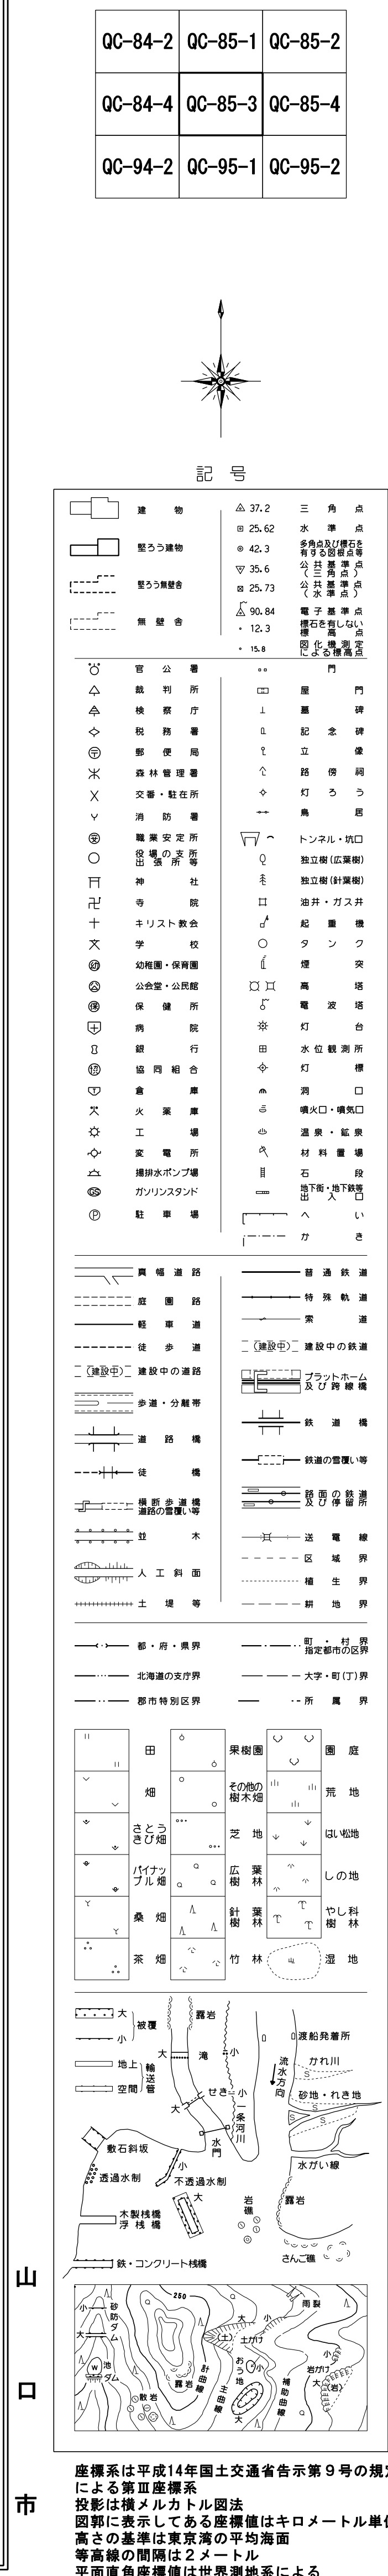 QC-84-2 QC-85-1 QC-85-2
QC-84-4 QC-85-3 QC-85-4
QC-94-2 QC-95-1 QC-95-2
記号
建物
堅ろう建物
堅ろう無壁舎
無壁舎
37.2 三角点
25.62 水準点
42.3 多角点及び標石を有する図根点等
35.6 公共基準点(三角点)
25.73 公共基準点(水準点)
90.84 電子基準点
12.3 標石を有しない標高点
15.8 図化機測定による標高点
官公署
裁判所
検察庁
税務署
郵便局
森林管理署
交番・駐在所
消防署
職業安定所
役場の支所出張所等
神社
寺院
キリスト教会
学校
幼 幼稚園・保育園
公 公会堂・公民館
保 保健所
病院
銀行
協 協同組合
倉庫
火薬庫
工場
変電所
揚排水ポンプ場
GS ガソリンスタンド
P 駐車場
門
屋門
墓碑
記念碑
立像
路傍祠
灯ろう
鳥居
トンネル・坑口
独立樹(広葉樹)
独立樹(針葉樹)
油井・ガス井
起重機
タンク
煙突
高塔
電波塔
灯台
水位観測所
灯標
洞口
噴火口・噴気口
温泉・鉱泉
材料置場
石段
地下街・地下鉄等出入口
へい
かき
真幅道路
庭園路
軽車道
徒歩道
(建設中) 建設中の道路
歩道・分離帯
道路橋
徒橋
横断歩道橋
道路の雪覆い等
並木
人工斜面
土堤等
普通鉄道
特殊軌道
索道
(建設中) 建設中の鉄道
プラットホーム及び跨線橋
鉄道橋
鉄道の雪覆い等
路面の鉄道及び停留所
送電線
区域界
植生界
耕地界
都・府・県界
北海道の支庁界
郡市特別区界
町・村界
指定都市の区界
大字・町(丁)界
所属界
田 果樹園 園庭
畑 その他の樹木畑 荒地
さとうきび畑 芝地 はい松地
パイナップル畑 広葉樹林 しの地
桑畑 針葉樹林 やし科樹林
茶畑 竹林 湿地
大
小
被覆
地上
空間
輸送管
露岩
大 滝 小
せき 小
大
一条河川
水門
渡船発着所
流水方向
かれ川
砂地・れき地
敷石斜坂
透過水制
小
不透過水制
大
水がい線
岩礁
露岩
木製桟橋
浮桟橋
さんご礁
鉄・コンクリート桟橋
小 砂防ダム
大
池
W
ダム
250
散岩
露岩
計曲線
主曲線
大 小
(土) 土がけ
おう地
小
大
補助曲線
雨裂
小
岩がけ
大
(岩)
山
口
市
座標系は平成14年国土交通省告示第9号の規
による第Ⅲ座標系
投影は横メルカトル図法
図郭に表示してある座標値はキロメートル単
高さの基準は東京湾の平均海面
等高線の間隔は2メートル
平面直角座標値は世界測地系による